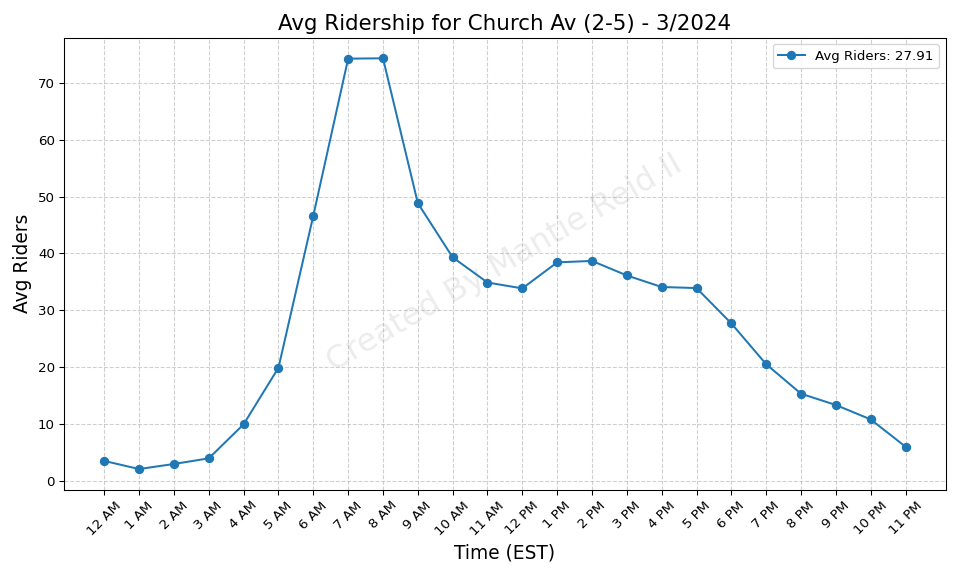 Avg Ridership for Church Av (2-5) - 3/2024
Avg Riders: 27.91
Avg Riders
70
60
50
40
30
20
10
0
Created By Mantie Reid II
12 AM
1 AM
2 AM
3 AM
4 AM
5 AM
6 AM
7 AM
8 AM
9 AM
10 AM
11 AM
12 PM
1 PM
2 PM
3 PM
4 PM
5 PM
6 PM
7 PM
8 PM
9 PM
10 PM
11 PM
Time (EST)